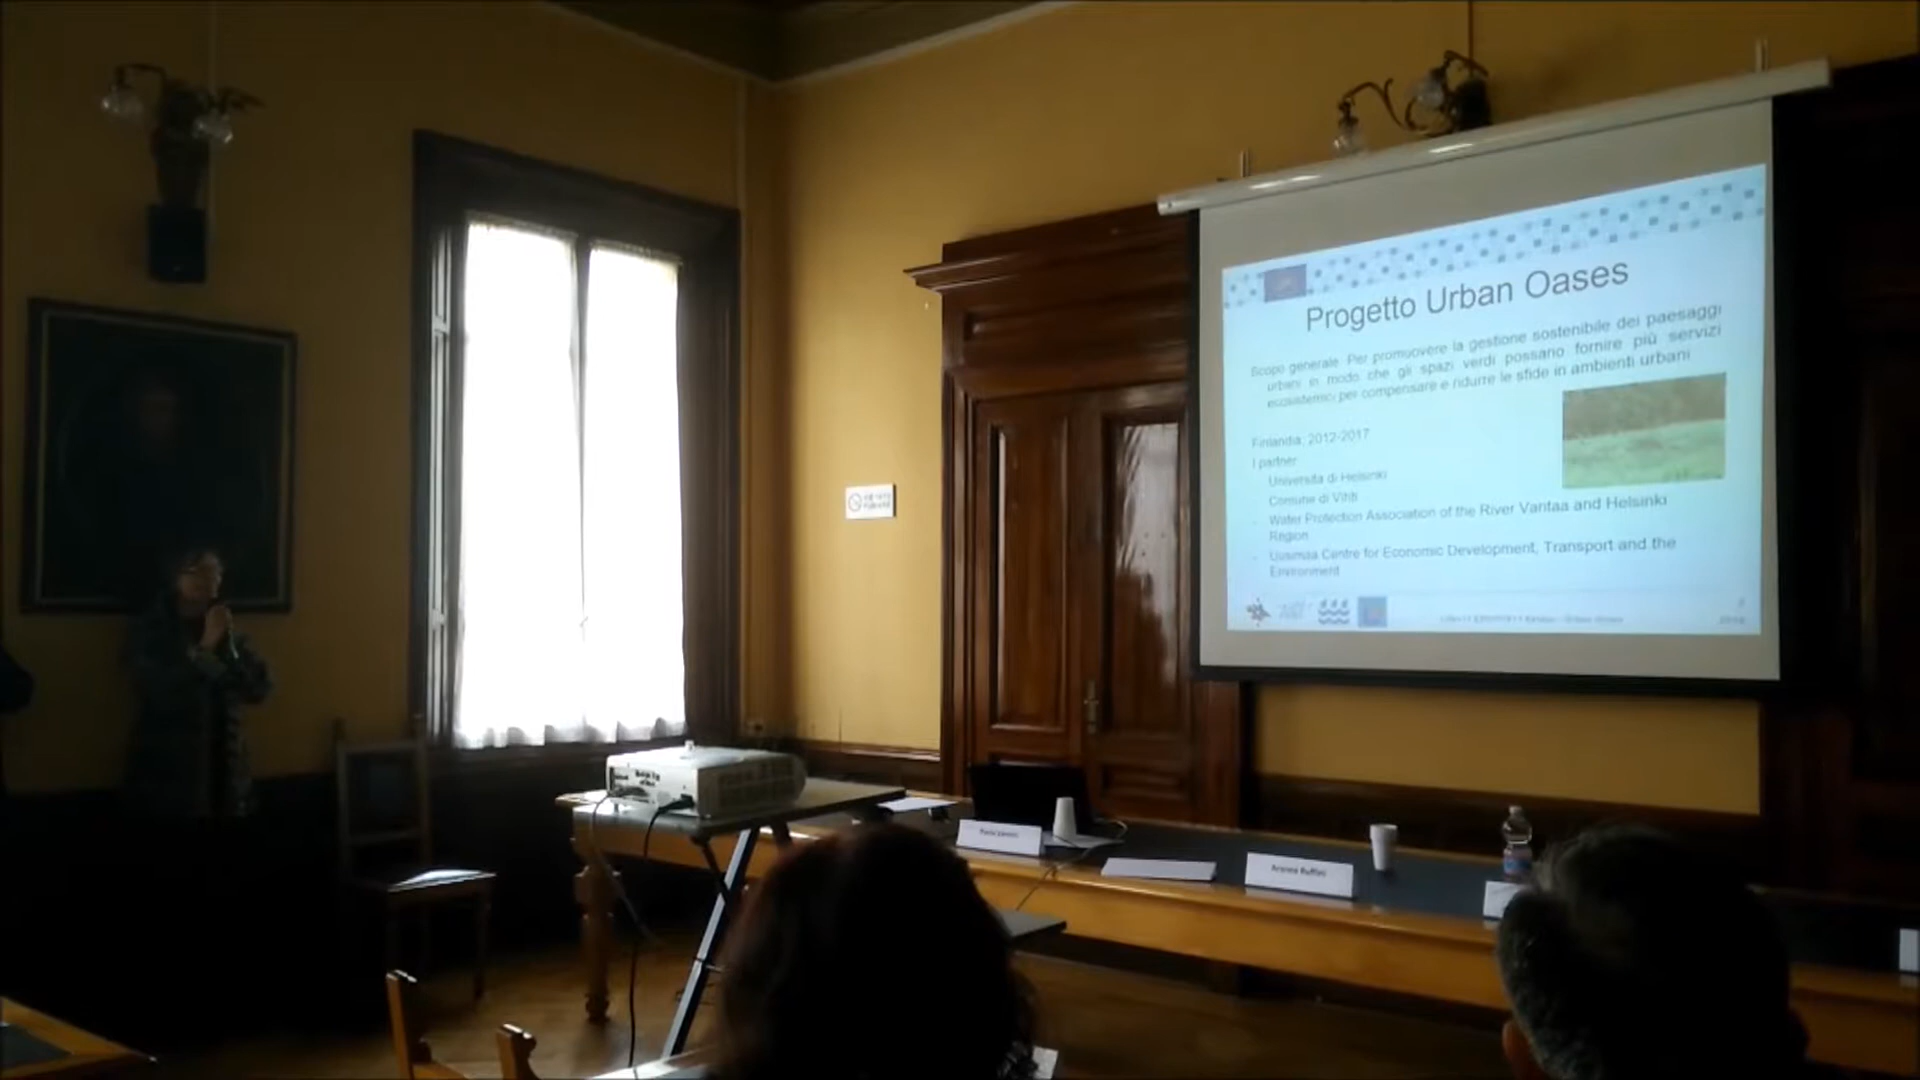 Progetto Urban Oases
Scopo generale: Per promuovere la gestione sostenibile dei paesaggi
urbani in modo che gli spazi verdi possano fornire più servizi
ecosistemici per compensare e ridurre le sfide in ambienti urbani
Finlandia; 2012-2017
I partner
Università di Helsinki
Comune di Vihti
- Water Protection Association of the River Vantaa and Helsinki
Region
- Uusimaa Centre for Economic Development, Transport and the
Environment